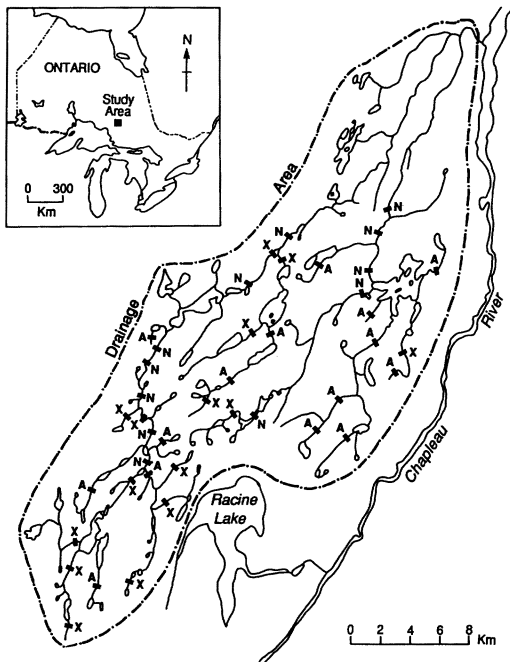 N
ONTARIO
Study
Area
0 300
Km
Area
Drainage
River
Chapleau
Racine
Lake
N
N
N
X
X
N
A
A
N
N
A
X
A
A
N
A
X
N
A
A
X
X
N
N
A
X
X
N
A
A
A
N
A
X
X
A
X
X
X
A
X
X
0 2 4 6 8
Km